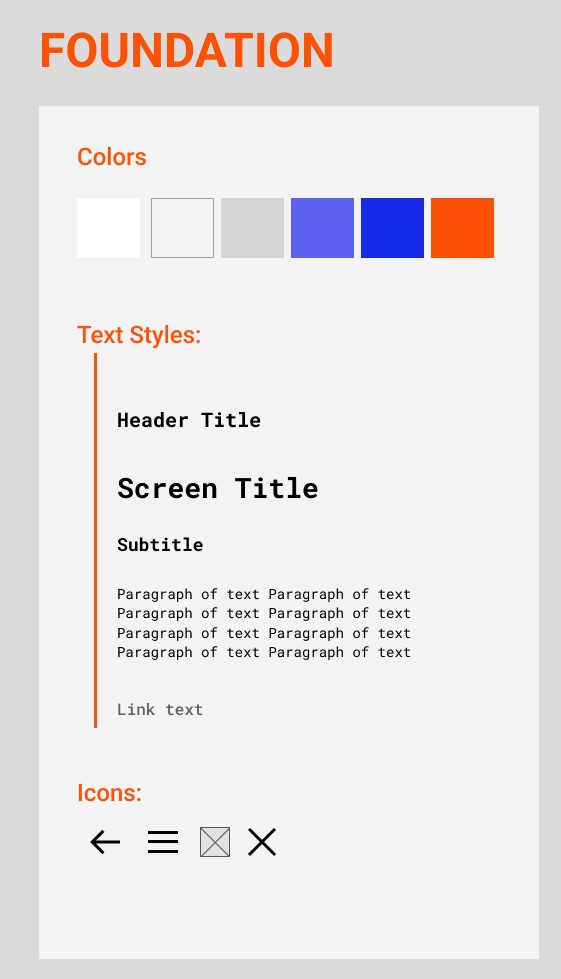 FOUNDATION
Colors
Text Styles:
Header Title
Screen Title
Subtitle
Paragraph of text Paragraph of text
Paragraph of text Paragraph of text
Paragraph of text Paragraph of text
Paragraph of text Paragraph of text
Link text
Icons: